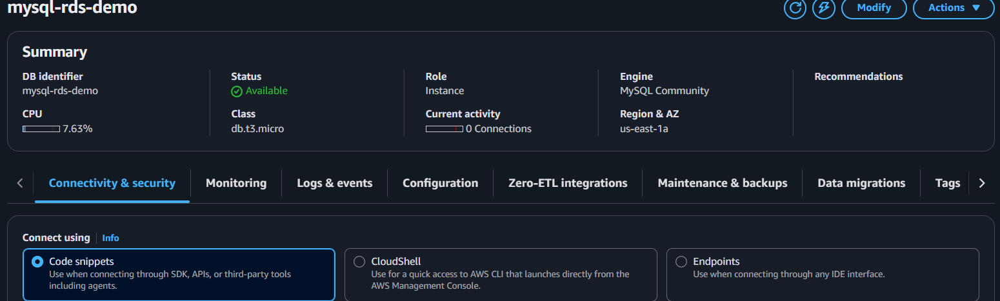 mysql-rds-demo
Modify
Actions
Summary
DB identifier
mysql-rds-demo
Status
Available
Role
Instance
Engine
MySQL Community
Recommendations
CPU
7.63%
Class
db.t3.micro
Current activity
0 Connections
Region & AZ
us-east-1a
Connectivity & security
Monitoring
Logs & events
Configuration
Zero-ETL integrations
Maintenance & backups
Data migrations
Tags
Connect using
Info
Code snippets
Use when connecting through SDK, APIs, or third-party tools
including agents.
CloudShell
Use for a quick access to AWS CLI that launches directly from the
AWS Management Console.
Endpoints
Use when connecting through any IDE interface.